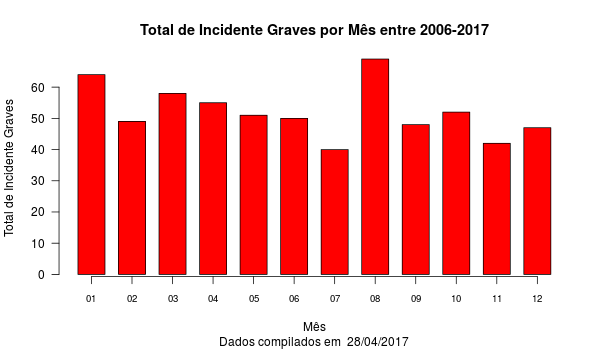 Total de Incidente Graves por Mês entre 2006-2017
Total de Incidente Graves
60
50
40
30
20
10
0
01 02 03 04 05 06 07 08 09 10 11 12
Mês
Dados compilados em 28/04/2017